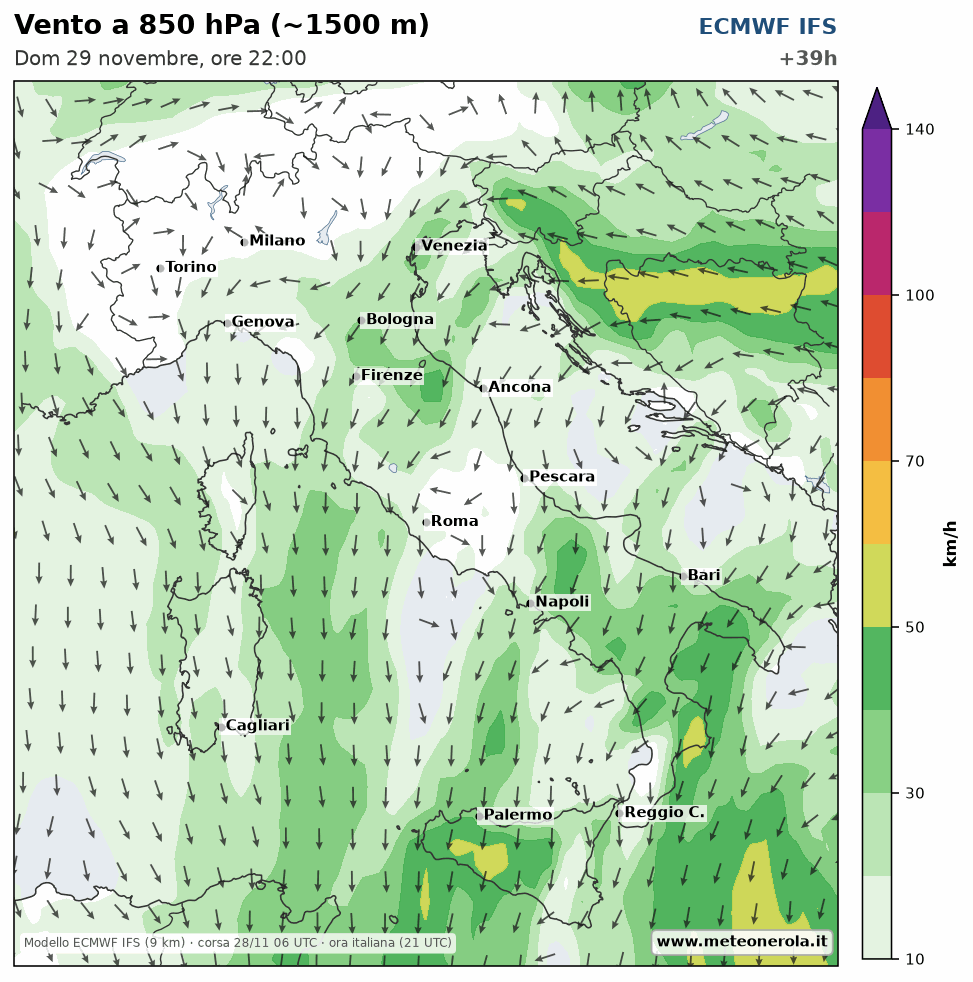 Vento a 850 hPa (~1500 m)
ECMWF IFS
Dom 29 novembre, ore 22:00
+39h
140
Milano
Venezia
Torino
100
Genova
Bologna
Firenze
Ancona
70
Pescara
Roma
km/h
Bari
Napoli
50
Cagliari
30
Palermo
Reggio C.
Modello ECMWF IFS (9 km) · corsa 28/11 06 UTC · ora italiana (21 UTC)
www.meteonerola.it
10